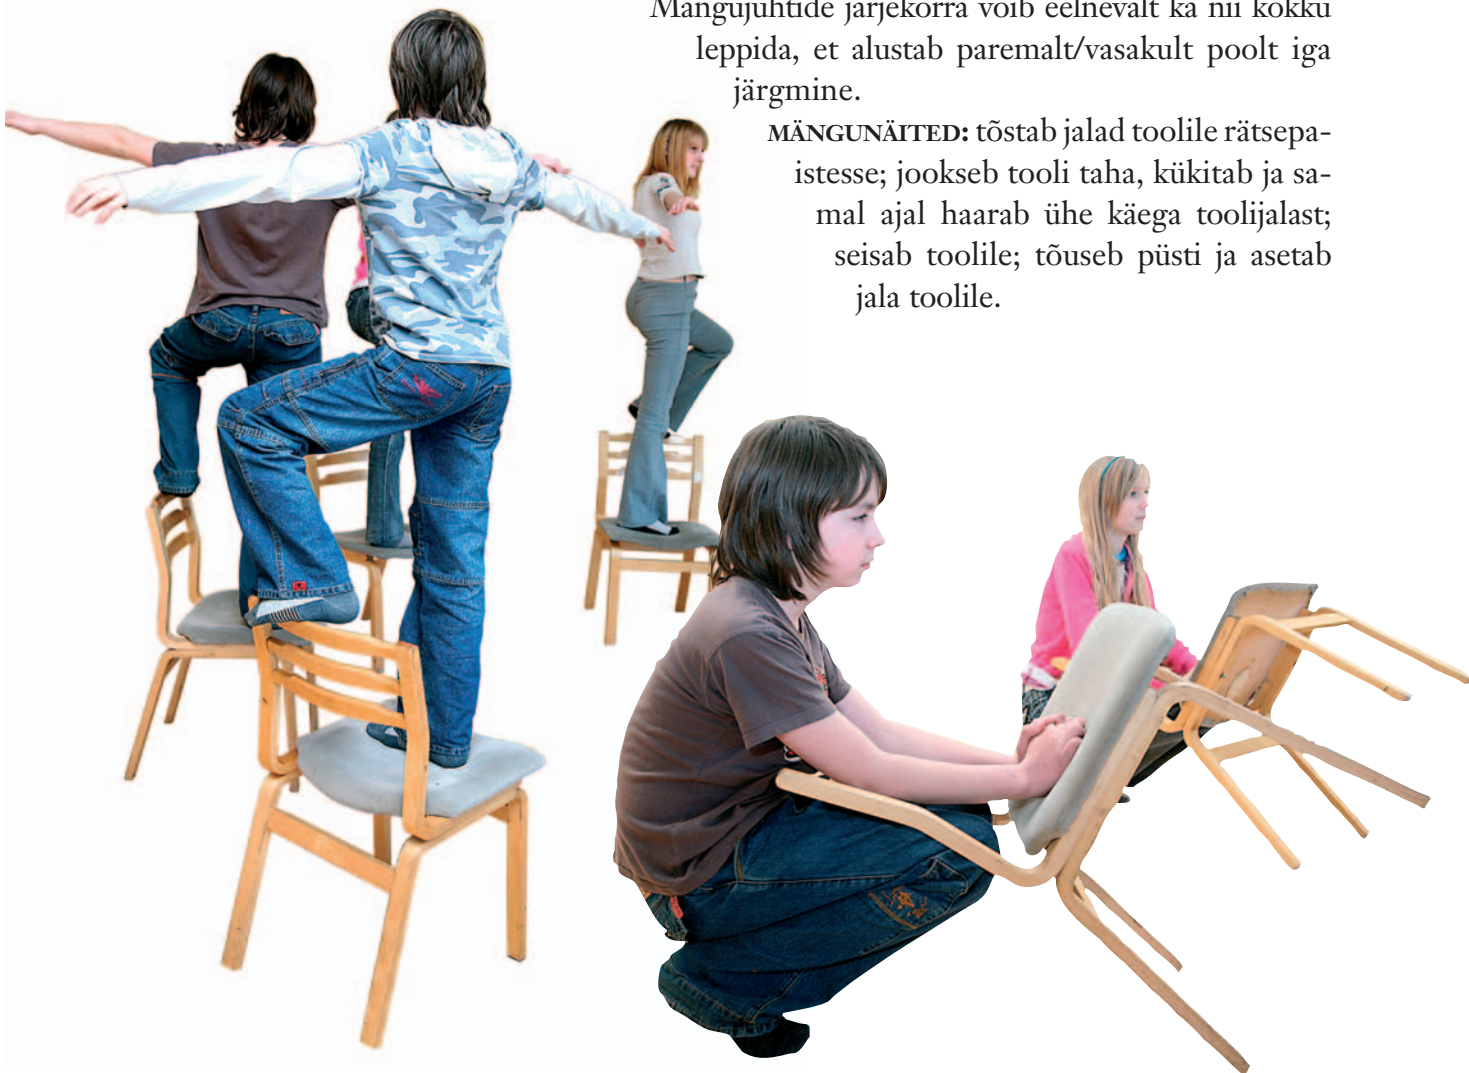 Mängujuhtide järjekorra võib eelnevalt ka nii kokku
leppida, et alustab paremalt/vasakult poolt iga
järgmine.
MÄNGUNÄITED: tõstab jalad toolile rätsepa-
istesse; jookseb tooli taha, kükitab ja sa-
mal ajal haarab ühe käega toolijalast;
seisab toolile; tõuseb püsti ja asetab
jala toolile.